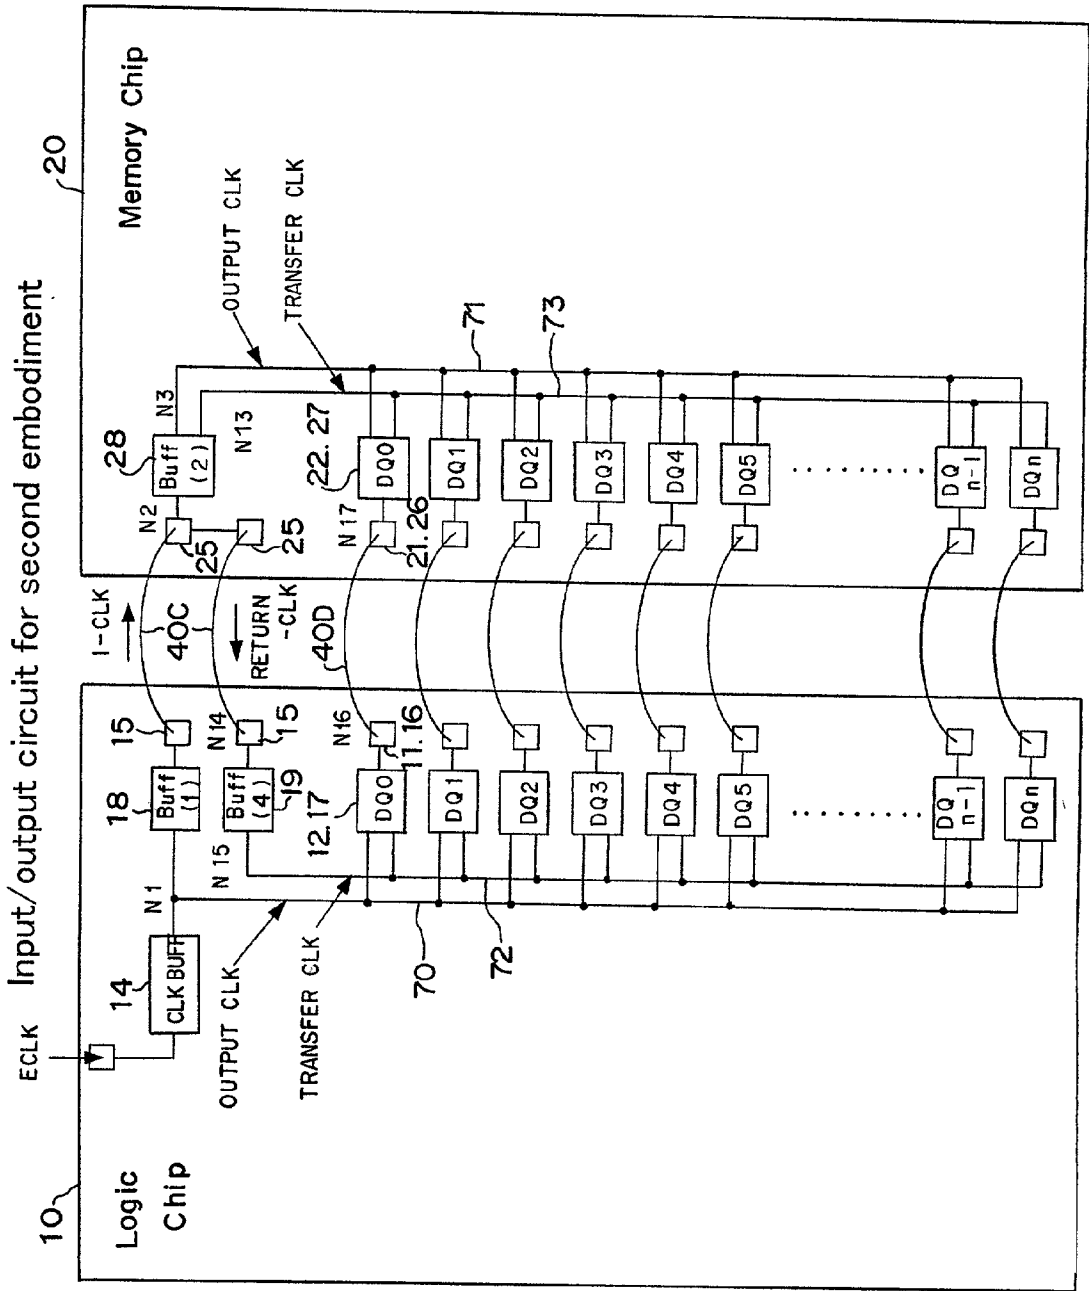 Input/output circuit for second embodiment
10
ECLK
Logic
Chip
14
CLK BUFF
N1
18
Buff
(1)
15
N15
Buff
(4)
19
N14
15
OUTPUT CLK
TRANSFER CLK
70
72
12.17
DQ0
N16
11.16
DQ1
DQ2
DQ3
DQ4
DQ5
DQ
n-1
DQn
I-CLK
40C
RETURN
-CLK
40D
20
Memory Chip
N2
25
25
28
Buff
(2)
N3
N13
OUTPUT CLK
TRANSFER CLK
71
73
N17
21.26
22.27
DQ0
DQ1
DQ2
DQ3
DQ4
DQ5
DQ
n-1
DQn